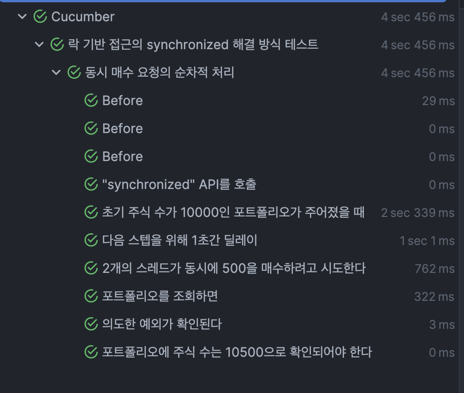 Cucumber 4 sec 456 ms
락 기반 접근의 synchronized 해결 방식 테스트 4 sec 456 ms
동시 매수 요청의 순차적 처리 4 sec 456 ms
Before 29 ms
Before 0 ms
Before 0 ms
"synchronized" API를 호출 0 ms
초기 주식 수가 10000인 포트폴리오가 주어졌을 때 2 sec 339 ms
다음 스텝을 위해 1초간 딜레이 1 sec 1 ms
2개의 스레드가 동시에 500을 매수하려고 시도한다 762 ms
포트폴리오를 조회하면 322 ms
의도한 예외가 확인된다 3 ms
포트폴리오에 주식 수는 10500으로 확인되어야 한다 0 ms